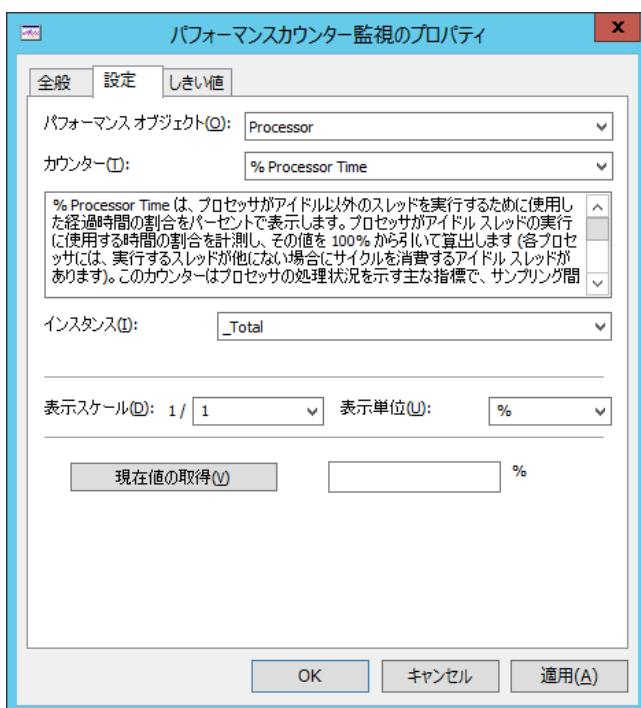 パフォーマンスカウンター監視のプロパティ
x
全般 設定 しきい値
パフォーマンス オブジェクト(O): Processor
カウンター(T): % Processor Time
% Processor Time は、プロセッサがアイドル以外のスレッドを実行するために使用し
た経過時間の割合をパーセントで表示します。プロセッサがアイドル スレッドの実行
に使用する時間の割合を計測し、その値を 100% から引いて算出します (各プロセ
ッサには、実行するスレッドが他にない場合にサイクルを消費するアイドル スレッドが
あります)。このカウンターはプロセッサの処理状況を示す主な指標で、サンプリング間
インスタンス(I): _Total
表示スケール(D): 1 / 1 表示単位(U): %
現在値の取得(V) %
OK キャンセル 適用(A)